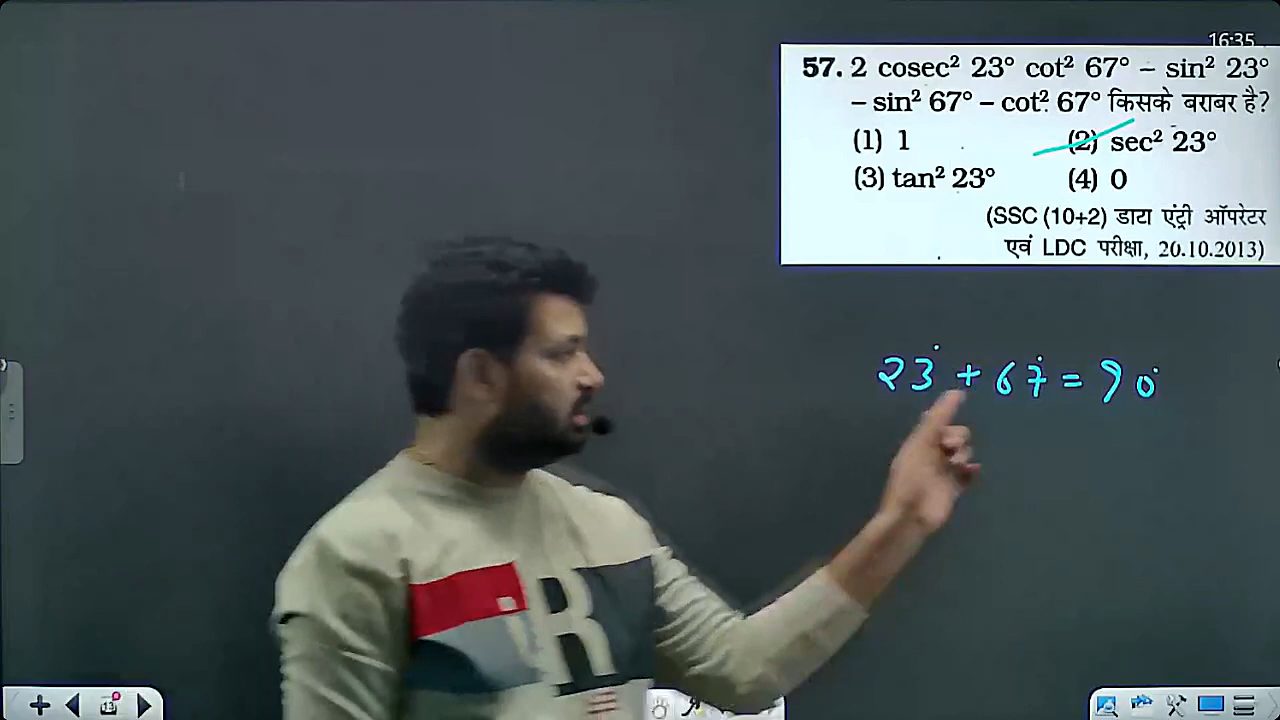 16:35
57. 2 cosec² 23° cot² 67° – sin² 23°
– sin² 67° – cot² 67° किसके बराबर है?
(1) 1 (2) sec² 23°
(3) tan² 23° (4) 0
(SSC (10+2) डाटा एंट्री ऑपरेटर
एवं LDC परीक्षा, 20.10.2013)
23° + 67° = 90°
R
13